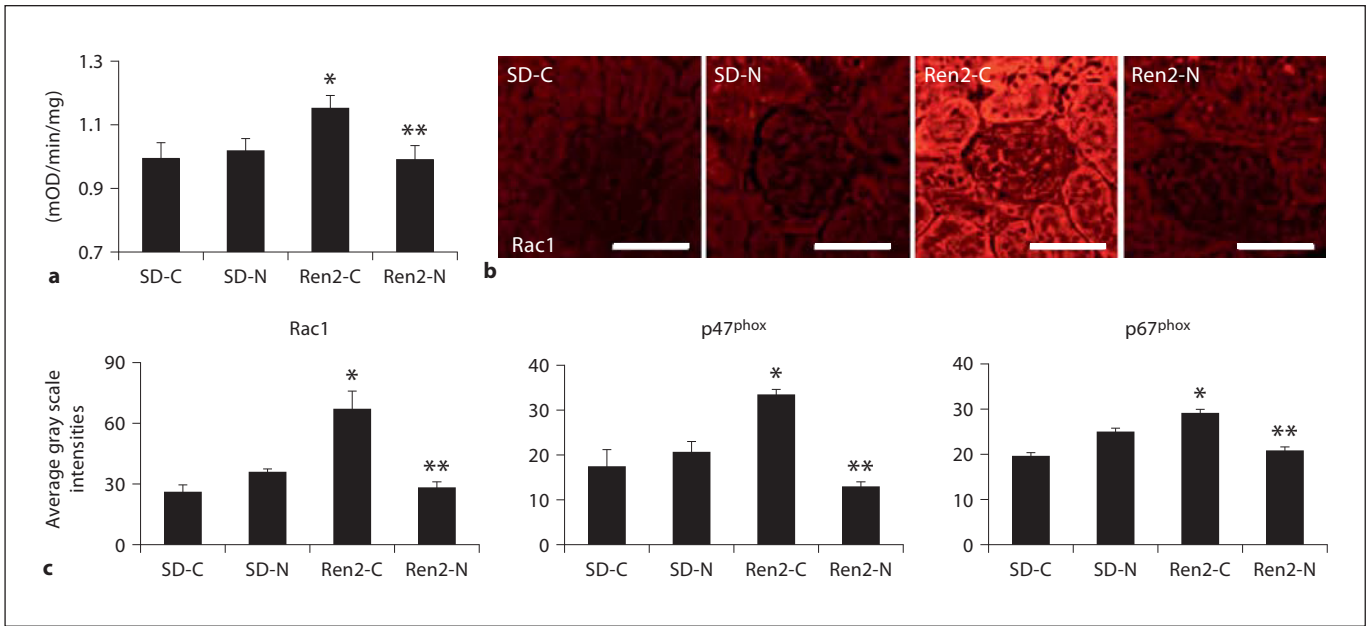 1.3
1.1
0.9
0.7
(mOD/min/mg)
*
**
SD-C SD-N Ren2-C Ren2-N
a
SD-C SD-N Ren2-C Ren2-N
Rac1
b
Rac1
90
60
30
0
Average gray scale
intensities
*
**
SD-C SD-N Ren2-C Ren2-N
c
p47phox
40
30
20
10
0
*
**
SD-C SD-N Ren2-C Ren2-N
p67phox
40
30
20
10
0
*
**
SD-C SD-N Ren2-C Ren2-N